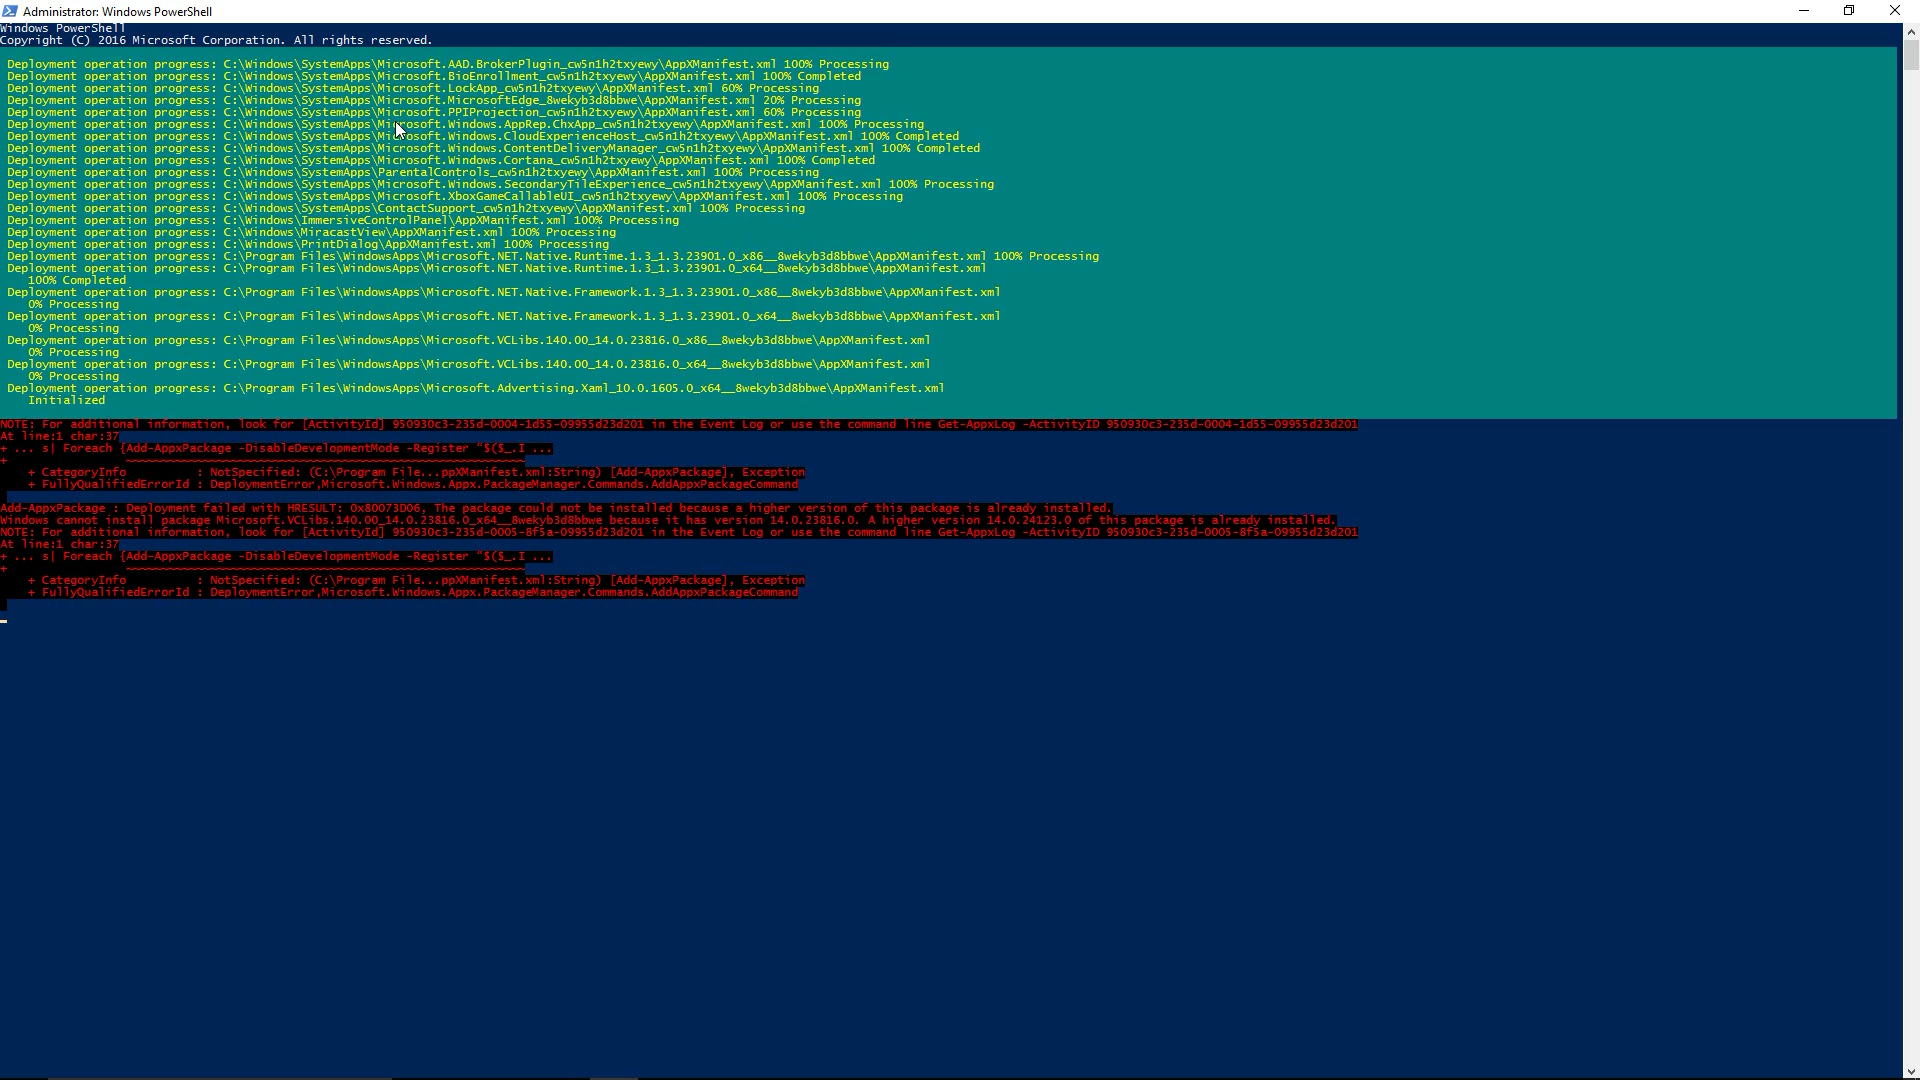 Administrator: Windows PowerShell
Windows PowerShell
Copyright (C) 2016 Microsoft Corporation. All rights reserved.
Deployment operation progress: C:\Windows\SystemApps\Microsoft.AAD.BrokerPlugin_cw5n1h2txyewy\AppXManifest.xml 100% Processing
Deployment operation progress: C:\Windows\SystemApps\Microsoft.BioEnrollment_cw5n1h2txyewy\AppXManifest.xml 100% Completed
Deployment operation progress: C:\Windows\SystemApps\Microsoft.LockApp_cw5n1h2txyewy\AppXManifest.xml 60% Processing
Deployment operation progress: C:\Windows\SystemApps\Microsoft.MicrosoftEdge_8wekyb3d8bbwe\AppXManifest.xml 20% Processing
Deployment operation progress: C:\Windows\SystemApps\Microsoft.PPIProjection_cw5n1h2txyewy\AppXManifest.xml 60% Processing
Deployment operation progress: C:\Windows\SystemApps\Microsoft.Windows.AppRep.ChxApp_cw5n1h2txyewy\AppXManifest.xml 100% Processing
Deployment operation progress: C:\Windows\SystemApps\Microsoft.Windows.CloudExperienceHost_cw5n1h2txyewy\AppXManifest.xml 100% Completed
Deployment operation progress: C:\Windows\SystemApps\Microsoft.Windows.ContentDeliveryManager_cw5n1h2txyewy\AppXManifest.xml 100% Completed
Deployment operation progress: C:\Windows\SystemApps\Microsoft.Windows.Cortana_cw5n1h2txyewy\AppXManifest.xml 100% Completed
Deployment operation progress: C:\Windows\SystemApps\ParentalControls_cw5n1h2txyewy\AppXManifest.xml 100% Processing
Deployment operation progress: C:\Windows\SystemApps\Microsoft.Windows.SecondaryTileExperience_cw5n1h2txyewy\AppXManifest.xml 100% Processing
Deployment operation progress: C:\Windows\SystemApps\Microsoft.XboxGameCallableUI_cw5n1h2txyewy\AppXManifest.xml 100% Processing
Deployment operation progress: C:\Windows\SystemApps\ContactSupport_cw5n1h2txyewy\AppXManifest.xml 100% Processing
Deployment operation progress: C:\Windows\ImmersiveControlPanel\AppXManifest.xml 100% Processing
Deployment operation progress: C:\Windows\MiracastView\AppXManifest.xml 100% Processing
Deployment operation progress: C:\Windows\PrintDialog\AppXManifest.xml 100% Processing
Deployment operation progress: C:\Program Files\WindowsApps\Microsoft.NET.Native.Runtime.1.3_1.3.23901.0_x86__8wekyb3d8bbwe\AppXManifest.xml 100% Processing
Deployment operation progress: C:\Program Files\WindowsApps\Microsoft.NET.Native.Runtime.1.3_1.3.23901.0_x64__8wekyb3d8bbwe\AppXManifest.xml
100% Completed
Deployment operation progress: C:\Program Files\WindowsApps\Microsoft.NET.Native.Framework.1.3_1.3.23901.0_x86__8wekyb3d8bbwe\AppXManifest.xml
0% Processing
Deployment operation progress: C:\Program Files\WindowsApps\Microsoft.NET.Native.Framework.1.3_1.3.23901.0_x64__8wekyb3d8bbwe\AppXManifest.xml
0% Processing
Deployment operation progress: C:\Program Files\WindowsApps\Microsoft.VCLibs.140.00_14.0.23816.0_x86__8wekyb3d8bbwe\AppXManifest.xml
0% Processing
Deployment operation progress: C:\Program Files\WindowsApps\Microsoft.VCLibs.140.00_14.0.23816.0_x64__8wekyb3d8bbwe\AppXManifest.xml
0% Processing
Deployment operation progress: C:\Program Files\WindowsApps\Microsoft.Advertising.Xaml_10.0.1605.0_x64__8wekyb3d8bbwe\AppXManifest.xml
Initialized
NOTE: For additional information, look for [ActivityId] 950930c3-235d-0004-1d55-09955d23d201 in the Event Log or use the command line Get-AppxLog -ActivityID 950930c3-235d-0004-1d55-09955d23d201
At line:1 char:37
+ ... s| Foreach {Add-AppxPackage -DisableDevelopmentMode -Register "$($_.I ...
+ ~~~~~~~~~~~~~~~~~~~~~~~~~~~~~~~~~~~~~~~~~~~~~~~~~~~~~~~~~
+ CategoryInfo : NotSpecified: (C:\Program File...ppXManifest.xml:String) [Add-AppxPackage], Exception
+ FullyQualifiedErrorId : DeploymentError,Microsoft.Windows.Appx.PackageManager.Commands.AddAppxPackageCommand
Add-AppxPackage : Deployment failed with HRESULT: 0x80073D06, The package could not be installed because a higher version of this package is already installed.
Windows cannot install package Microsoft.VCLibs.140.00_14.0.23816.0_x64__8wekyb3d8bbwe because it has version 14.0.23816.0. A higher version 14.0.24123.0 of this package is already installed.
NOTE: For additional information, look for [ActivityId] 950930c3-235d-0005-8f5a-09955d23d201 in the Event Log or use the command line Get-AppxLog -ActivityID 950930c3-235d-0005-8f5a-09955d23d201
At line:1 char:37
+ ... s| Foreach {Add-AppxPackage -DisableDevelopmentMode -Register "$($_.I ...
+ ~~~~~~~~~~~~~~~~~~~~~~~~~~~~~~~~~~~~~~~~~~~~~~~~~~~~~~~~~
+ CategoryInfo : NotSpecified: (C:\Program File...ppXManifest.xml:String) [Add-AppxPackage], Exception
+ FullyQualifiedErrorId : DeploymentError,Microsoft.Windows.Appx.PackageManager.Commands.AddAppxPackageCommand